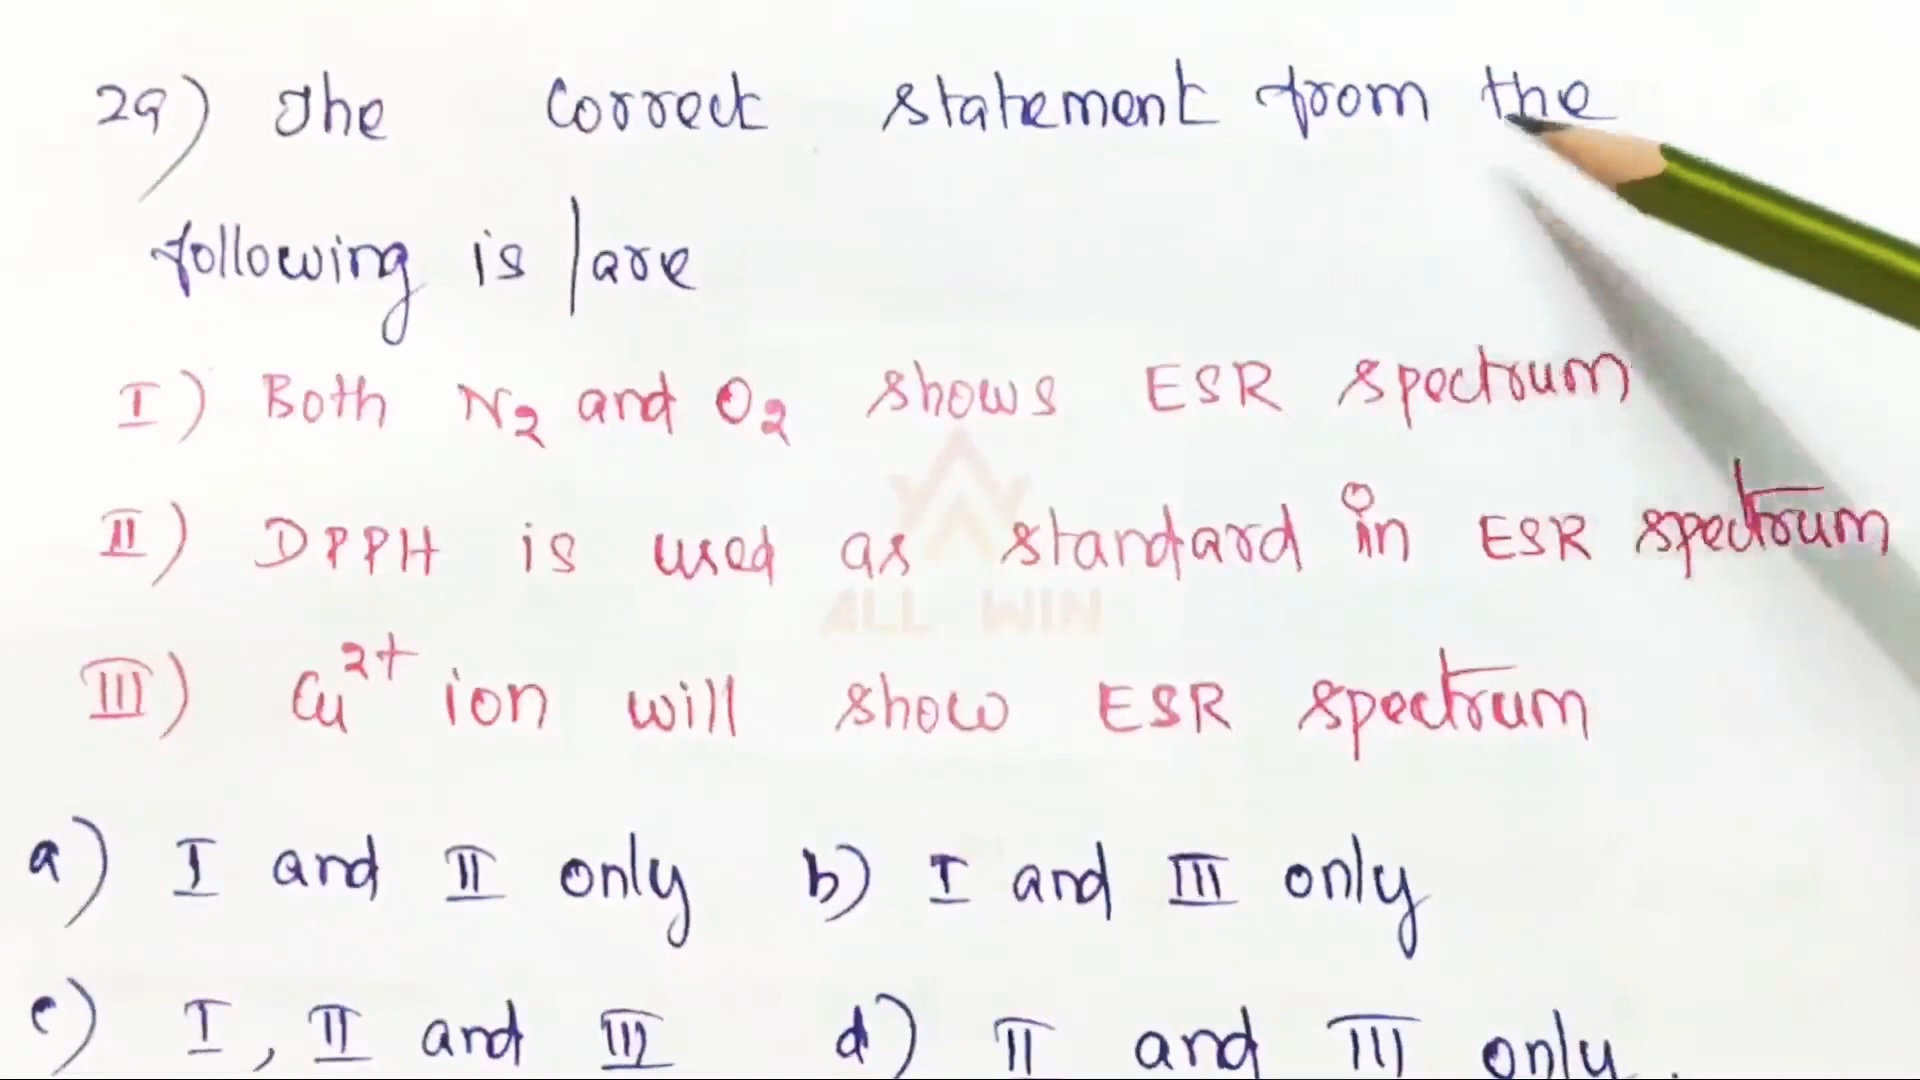 29) The correct statement from the
following is/are
I) Both N2 and O2 shows ESR spectrum
II) DPPH is used as standard in ESR spectrum
ALL WIN
III) Cu2+ ion will show ESR spectrum
a) I and II only b) I and III only
c) I, II and III d) II and III only.